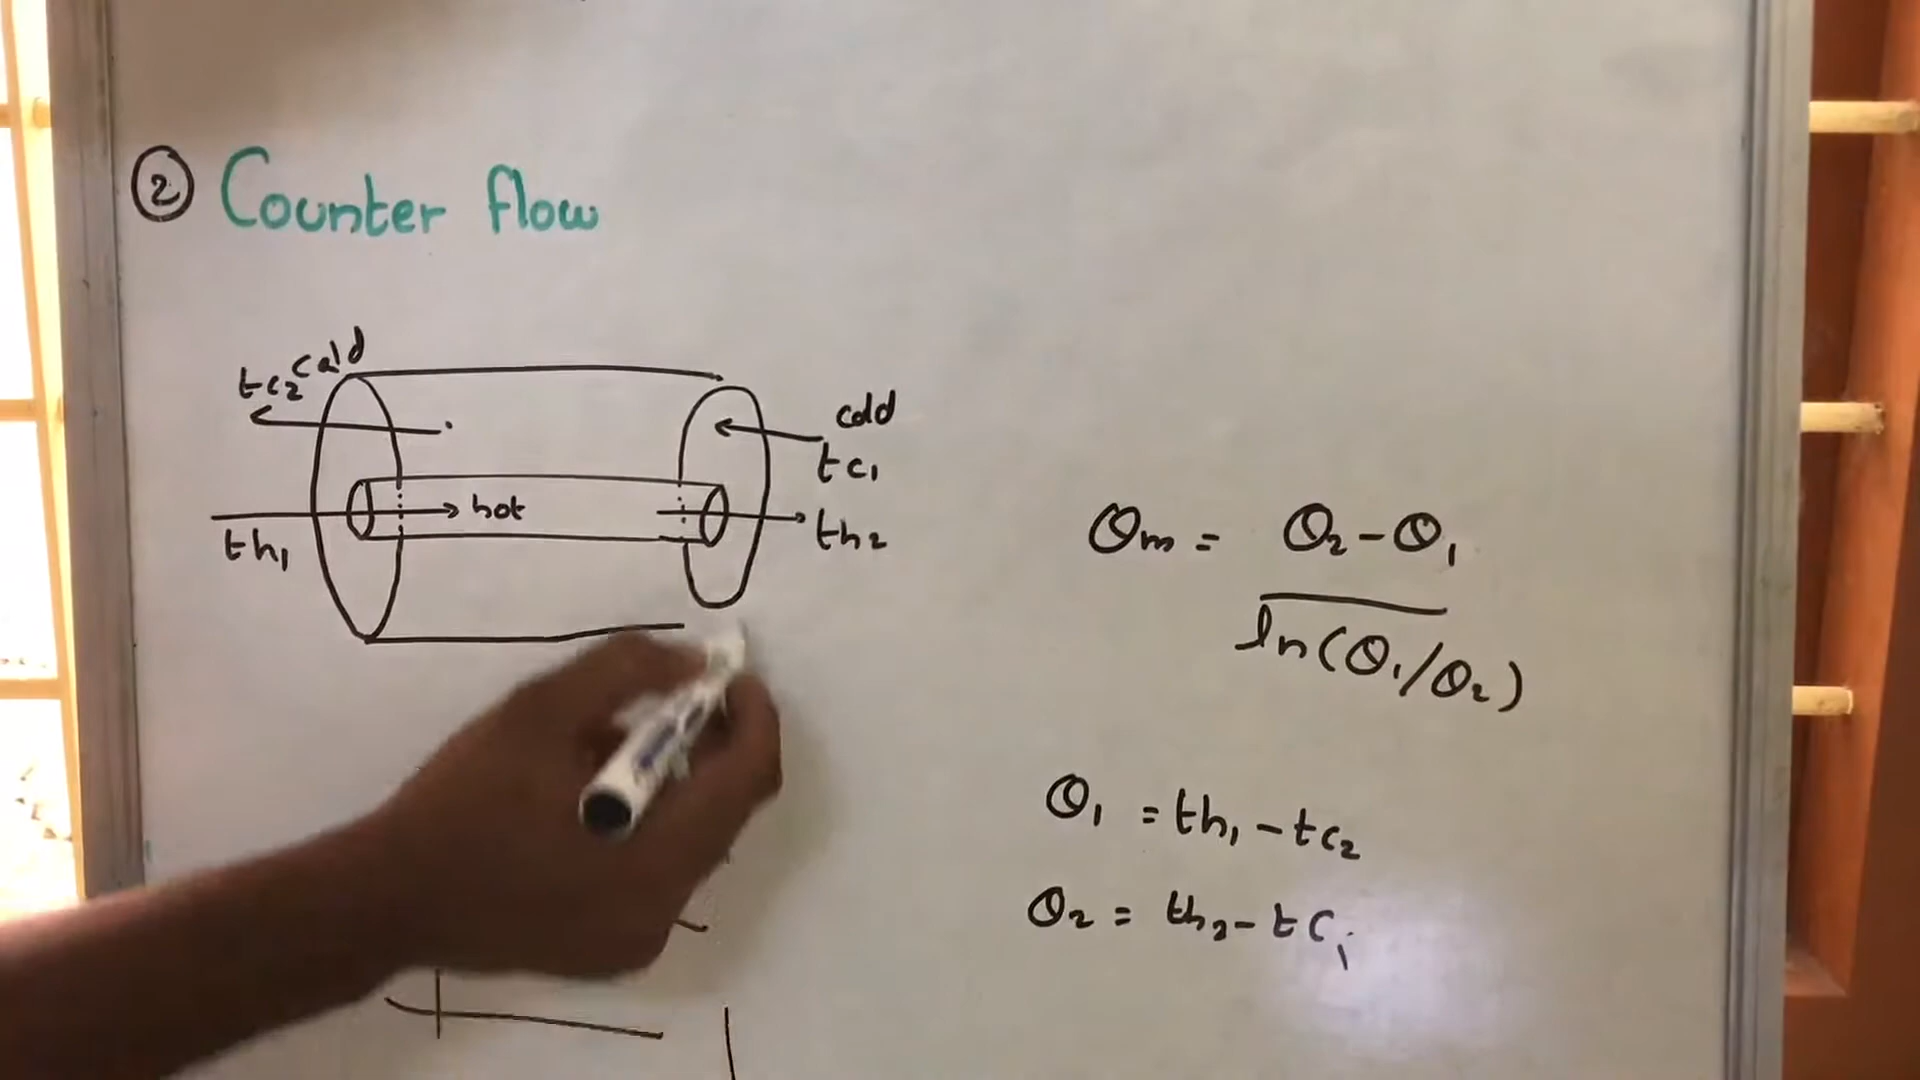 ② Counter flow
tc₂ cald
cold
tc₁
hot
th₁
th₂
θm = θ₂-θ₁
ln(θ₁/θ₂)
θ₁ = th₁ - tc₂
θ₂ = th₂ - tc₁